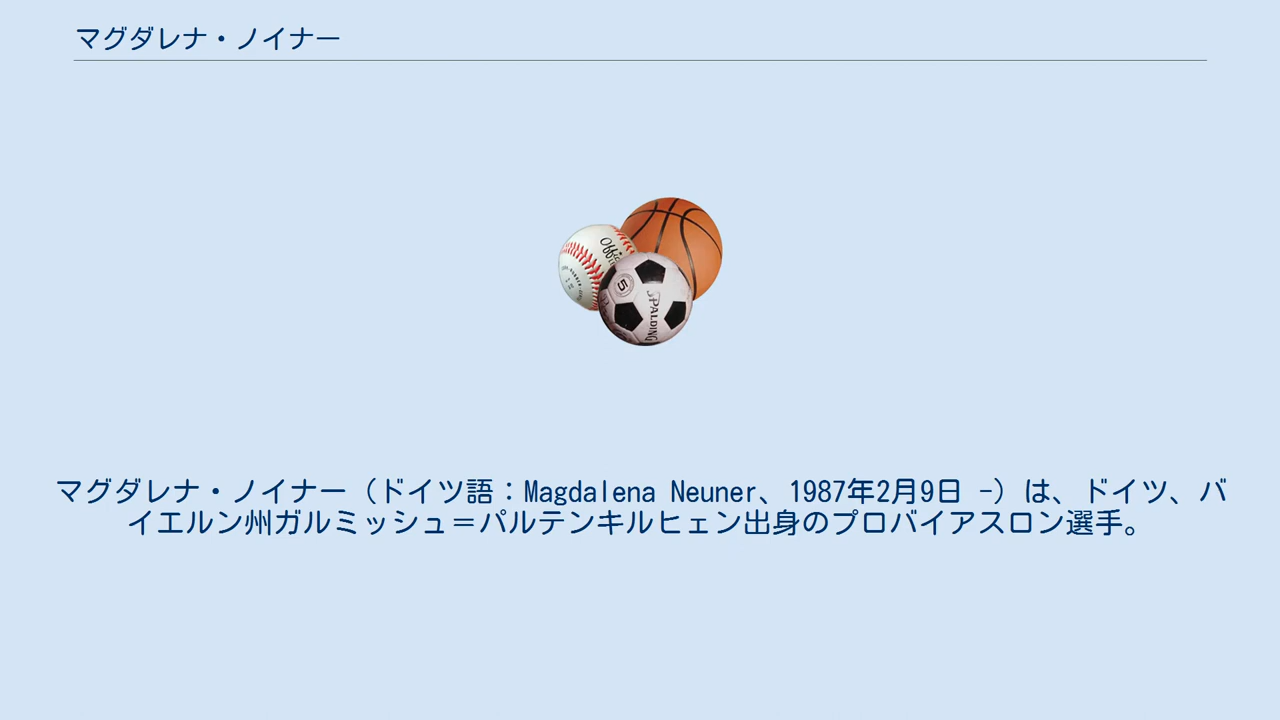 マグダレナ・ノイナー
Offic
5
SPALDING
マグダレナ・ノイナー（ドイツ語：Magdalena Neuner、1987年2月9日 -）は、ドイツ、バ
イエルン州ガルミッシュ＝パルテンキルヒェン出身のプロバイアスロン選手。